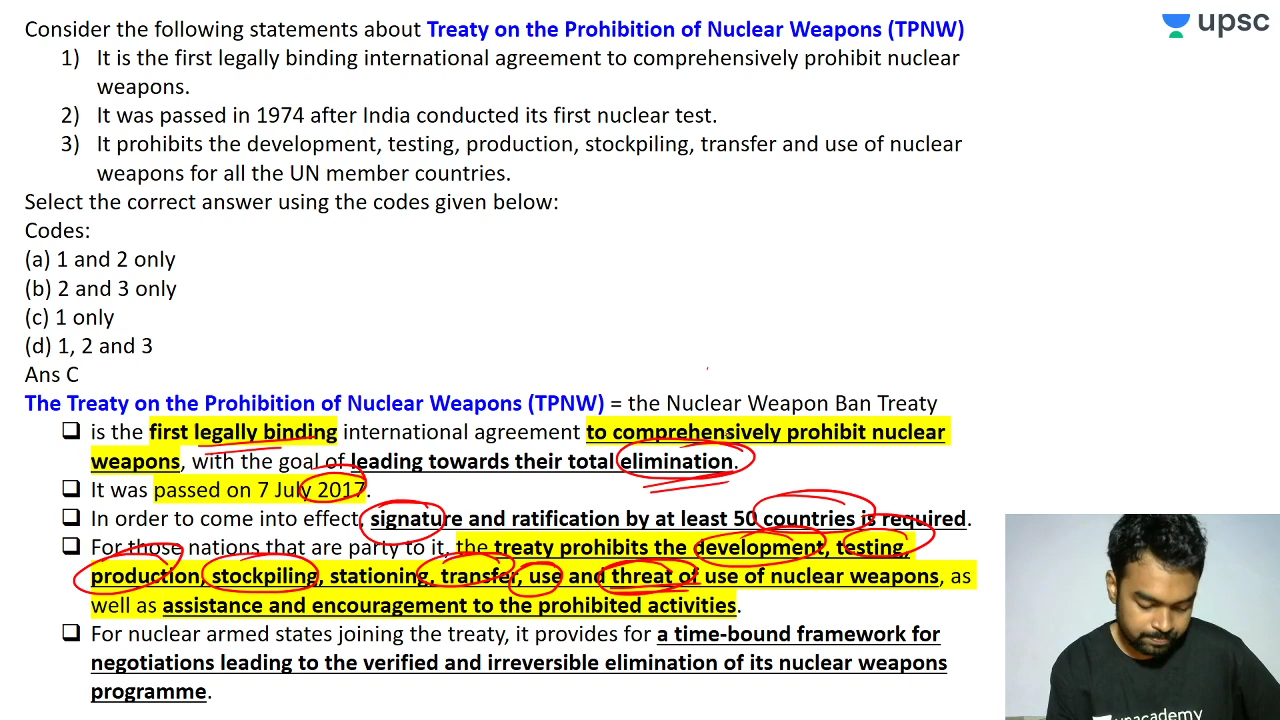 Consider the following statements about Treaty on the Prohibition of Nuclear Weapons (TPNW)
upsc
1) It is the first legally binding international agreement to comprehensively prohibit nuclear
weapons.
2) It was passed in 1974 after India conducted its first nuclear test.
3) It prohibits the development, testing, production, stockpiling, transfer and use of nuclear
weapons for all the UN member countries.
Select the correct answer using the codes given below:
Codes:
(a) 1 and 2 only
(b) 2 and 3 only
(c) 1 only
(d) 1, 2 and 3
Ans C
The Treaty on the Prohibition of Nuclear Weapons (TPNW) = the Nuclear Weapon Ban Treaty
is the first legally binding international agreement to comprehensively prohibit nuclear
weapons, with the goal of leading towards their total elimination.
It was passed on 7 July 2017.
In order to come into effect, signature and ratification by at least 50 countries is required.
For those nations that are party to it, the treaty prohibits the development, testing,
production, stockpiling, stationing, transfer, use and threat of use of nuclear weapons, as
well as assistance and encouragement to the prohibited activities.
For nuclear armed states joining the treaty, it provides for a time-bound framework for
negotiations leading to the verified and irreversible elimination of its nuclear weapons
programme.
unacademy